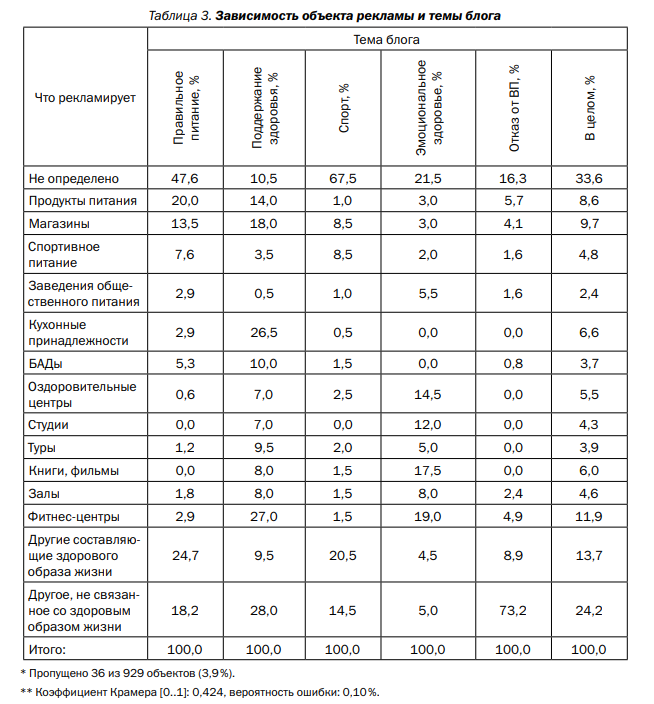 Таблица 3. Зависимость объекта рекламы и темы блога
Что рекламирует
Тема блога
Правильное
питание, %
Поддержание
здоровья, %
Спорт, %
Эмоциональное
здоровье, %
Отказ от ВП, %
В целом, %
Не определено 47,6 10,5 67,5 21,5 16,3 33,6
Продукты питания 20,0 14,0 1,0 3,0 5,7 8,6
Магазины 13,5 18,0 8,5 3,0 4,1 9,7
Спортивное
питание 7,6 3,5 8,5 2,0 1,6 4,8
Заведения обще-
ственного питания 2,9 0,5 1,0 5,5 1,6 2,4
Кухонные
принадлежности 2,9 26,5 0,5 0,0 0,0 6,6
БАДы 5,3 10,0 1,5 0,0 0,8 3,7
Оздоровительные
центры 0,6 7,0 2,5 14,5 0,0 5,5
Студии 0,0 7,0 0,0 12,0 0,0 4,3
Туры 1,2 9,5 2,0 5,0 0,0 3,9
Книги, фильмы 0,0 8,0 1,5 17,5 0,0 6,0
Залы 1,8 8,0 1,5 8,0 2,4 4,6
Фитнес-центры 2,9 27,0 1,5 19,0 4,9 11,9
Другие составляю-
щие здорового
образа жизни 24,7 9,5 20,5 4,5 8,9 13,7
Другое, не связан-
ное со здоровым
образом жизни 18,2 28,0 14,5 5,0 73,2 24,2
Итого: 100,0 100,0 100,0 100,0 100,0 100,0
* Пропущено 36 из 929 объектов (3,9%).
** Коэффициент Крамера [0..1]: 0,424, вероятность ошибки: 0,10%.